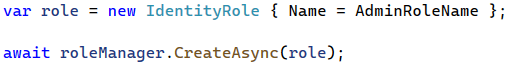 var role = new IdentityRole { Name = AdminRoleName };
await roleManager.CreateAsync(role);